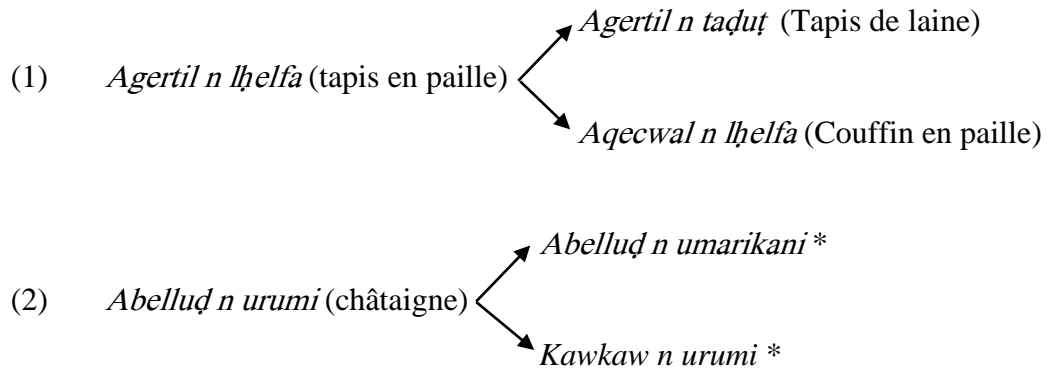 Agertil n taḍuṭ (Tapis de laine)
(1) Agertil n lḥelfa (tapis en paille)
Aqecwal n lḥelfa (Couffin en paille)
Abelluḍ n umarikani *
(2) Abelluḍ n urumi (châtaigne)
Kawkaw n urumi *